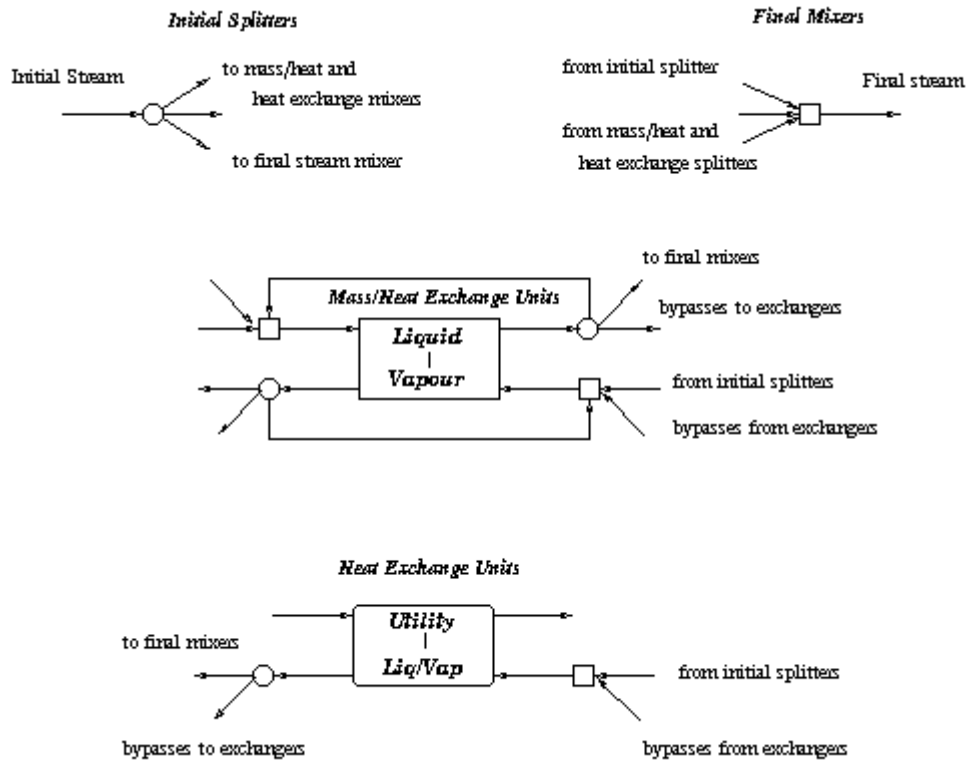 Initial Splitters
Final Mixers
Initial Stream
to mass/heat and
heat exchange mixers
to final stream mixer
from initial splitter
Final stream
from mass/heat and
heat exchange splitters
to final mixers
Mass/Heat Exchange Units
bypasses to exchangers
Liquid
Vapour
from initial splitters
bypasses from exchangers
Heat Exchange Units
Utility
to final mixers
Liq/Vap
from initial splitters
bypasses to exchangers
bypasses from exchangers